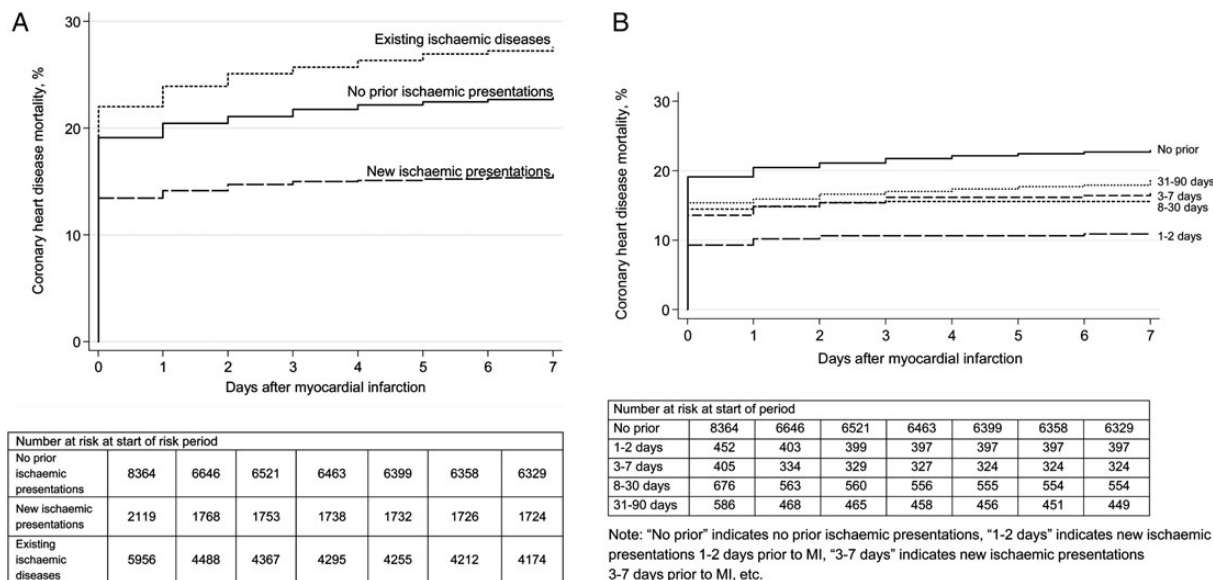 A
Coronary heart disease mortality, %
30
20
10
0
Existing ischaemic diseases
No prior ischaemic presentations
New ischaemic presentations
0 1 2 3 4 5 6 7
Days after myocardial infarction
Number at risk at start of risk period
No prior ischaemic presentations 8364 6646 6521 6463 6399 6358 6329
New ischaemic presentations 2119 1768 1753 1738 1732 1726 1724
Existing ischaemic diseases 5956 4488 4367 4295 4255 4212 4174
B
Coronary heart disease mortality, %
30
20
10
0
No prior
31-90 days
3-7 days
8-30 days
1-2 days
0 1 2 3 4 5 6 7
Days after myocardial infarction
Number at risk at start of period
No prior 8364 6646 6521 6463 6399 6358 6329
1-2 days 452 403 399 397 397 397 397
3-7 days 405 334 329 327 324 324 324
8-30 days 676 563 560 556 555 554 554
31-90 days 586 468 465 458 456 451 449
Note: “No prior” indicates no prior ischaemic presentations, “1-2 days” indicates new ischaemic
presentations 1-2 days prior to MI, “3-7 days” indicates new ischaemic presentations
3-7 days prior to MI, etc.